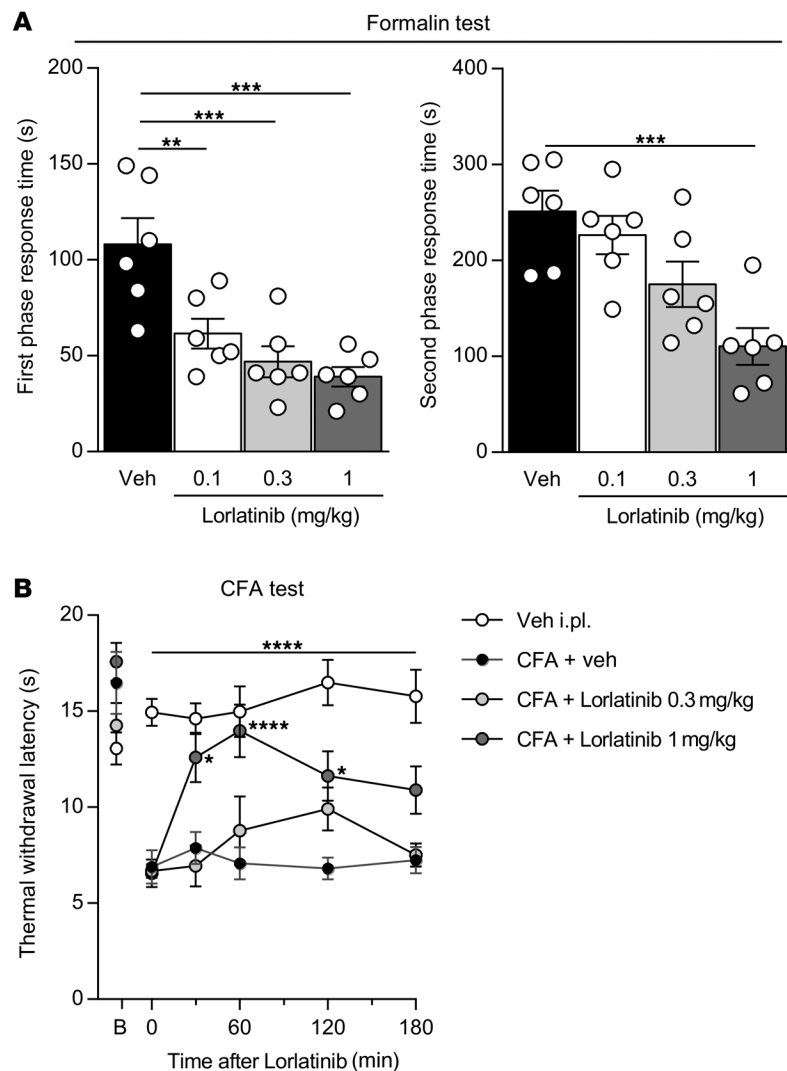 A
Formalin test
First phase response time (s)
200
150
100
50
0
***
***
**
Veh 0.1 0.3 1
Lorlatinib (mg/kg)
Second phase response time (s)
400
300
200
100
0
***
Veh 0.1 0.3 1
Lorlatinib (mg/kg)
B
CFA test
Thermal withdrawal latency (s)
20
15
10
5
0
****
****
*
*
B 0 60 120 180
Time after Lorlatinib (min)
Veh i.pl.
CFA + veh
CFA + Lorlatinib 0.3 mg/kg
CFA + Lorlatinib 1 mg/kg